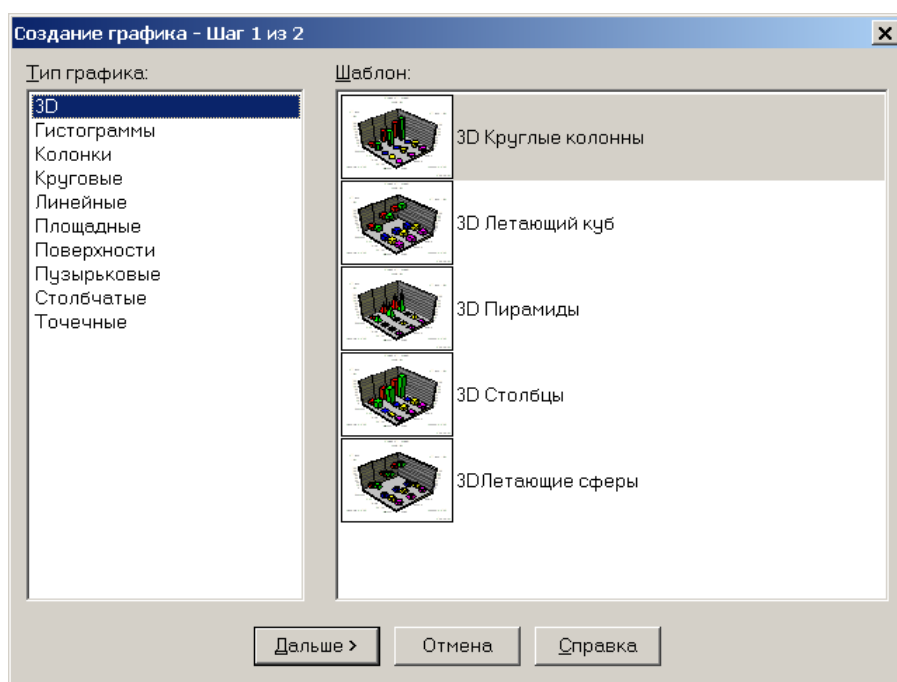 Создание графика - Шаг 1 из 2
Тип графика:
3D
Гистограммы
Колонки
Круговые
Линейные
Площадные
Поверхности
Пузырьковые
Столбчатые
Точечные
Шаблон:
3D Круглые колонны
3D Летающий куб
3D Пирамиды
3D Столбцы
3DЛетающие сферы
Дальше >
Отмена
Справка